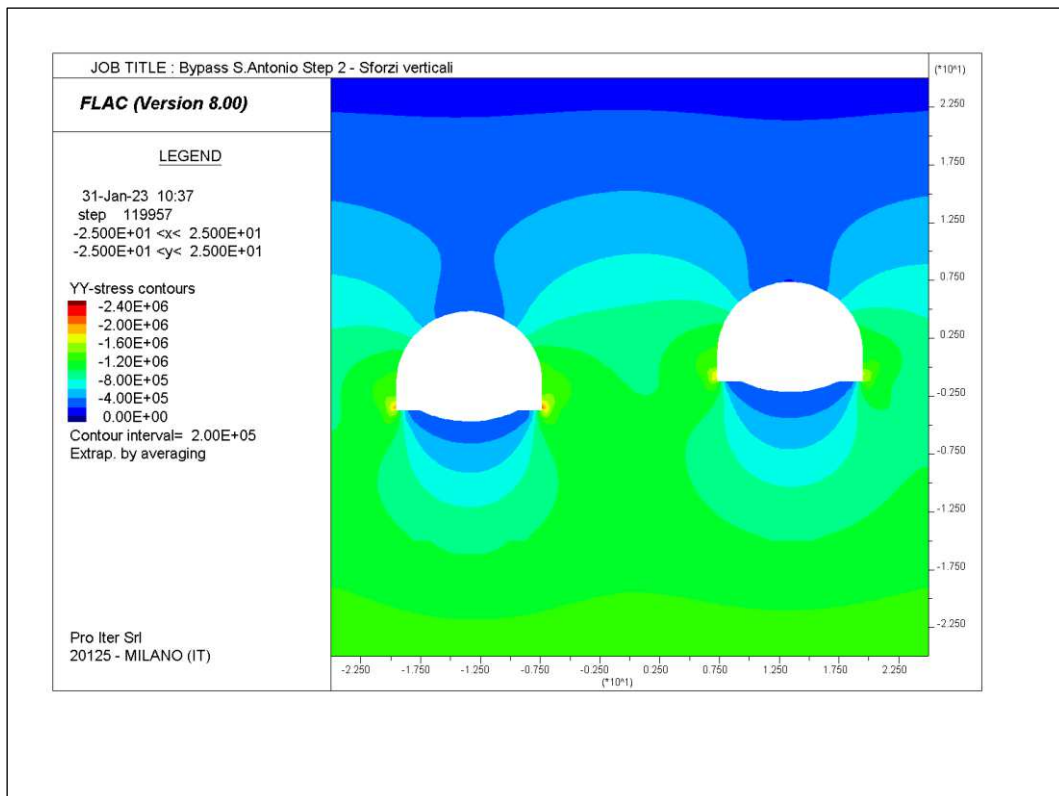 JOB TITLE : Bypass S.Antonio Step 2 - Sforzi verticali
(*10^1)
FLAC (Version 8.00)
LEGEND
31-Jan-23 10:37
step 119957
-2.500E+01 <x< 2.500E+01
-2.500E+01 <y< 2.500E+01
YY-stress contours
-2.40E+06
-2.00E+06
-1.60E+06
-1.20E+06
-8.00E+05
-4.00E+05
0.00E+00
Contour interval= 2.00E+05
Extrap. by averaging
Pro Iter Srl
20125 - MILANO (IT)
2.250
1.750
1.250
0.750
0.250
-0.250
-0.750
-1.250
-1.750
-2.250
-2.250 -1.750 -1.250 -0.750 -0.250 0.250 0.750 1.250 1.750 2.250
(*10^1)